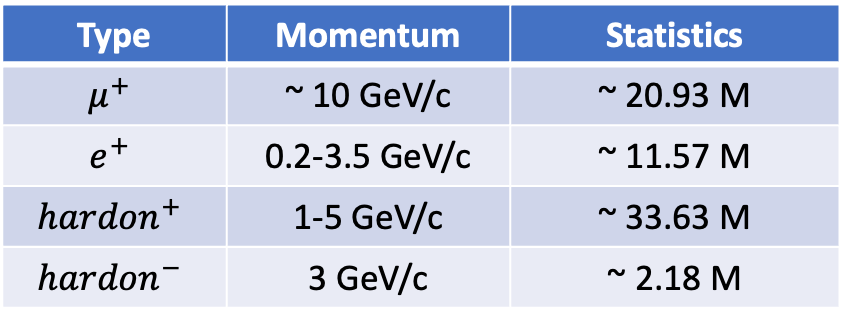 Type Momentum Statistics
μ⁺ ~ 10 GeV/c ~ 20.93 M
e⁺ 0.2-3.5 GeV/c ~ 11.57 M
hardon⁺ 1-5 GeV/c ~ 33.63 M
hardon⁻ 3 GeV/c ~ 2.18 M